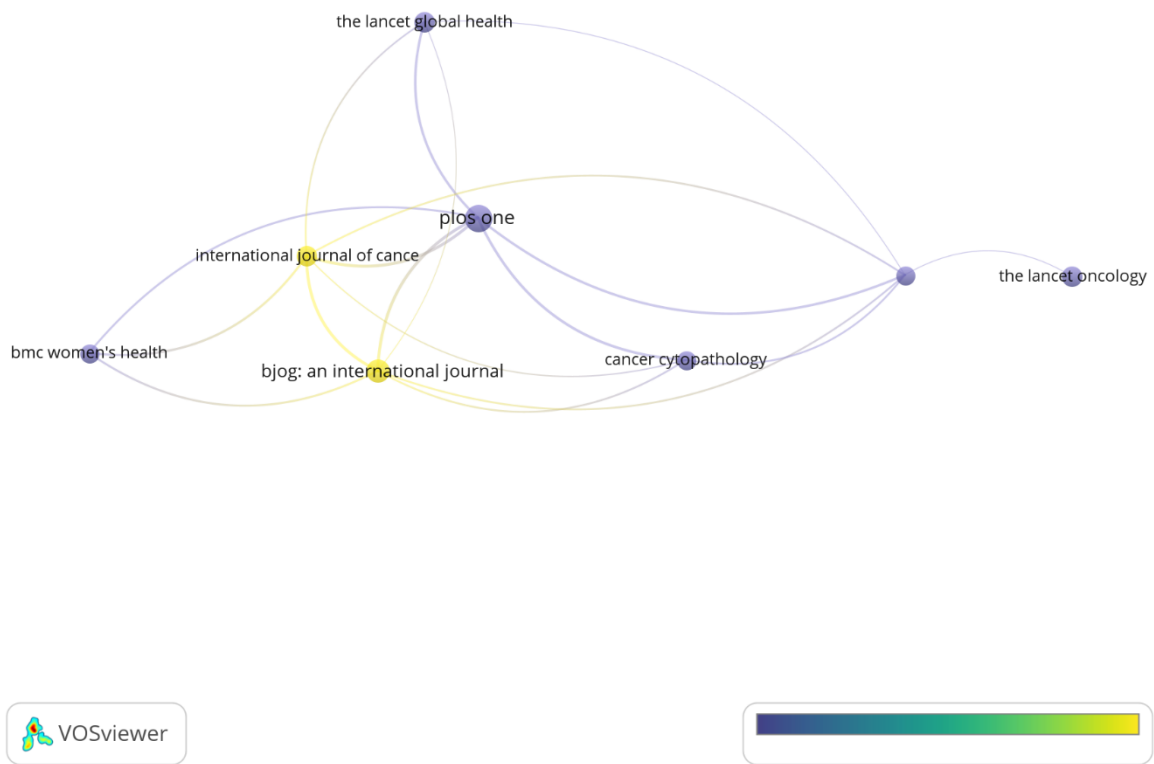 the lancet global health
plos one
international journal of cance
the lancet oncology
bmc women's health
cancer cytopathology
bjog: an international journal
VOSviewer